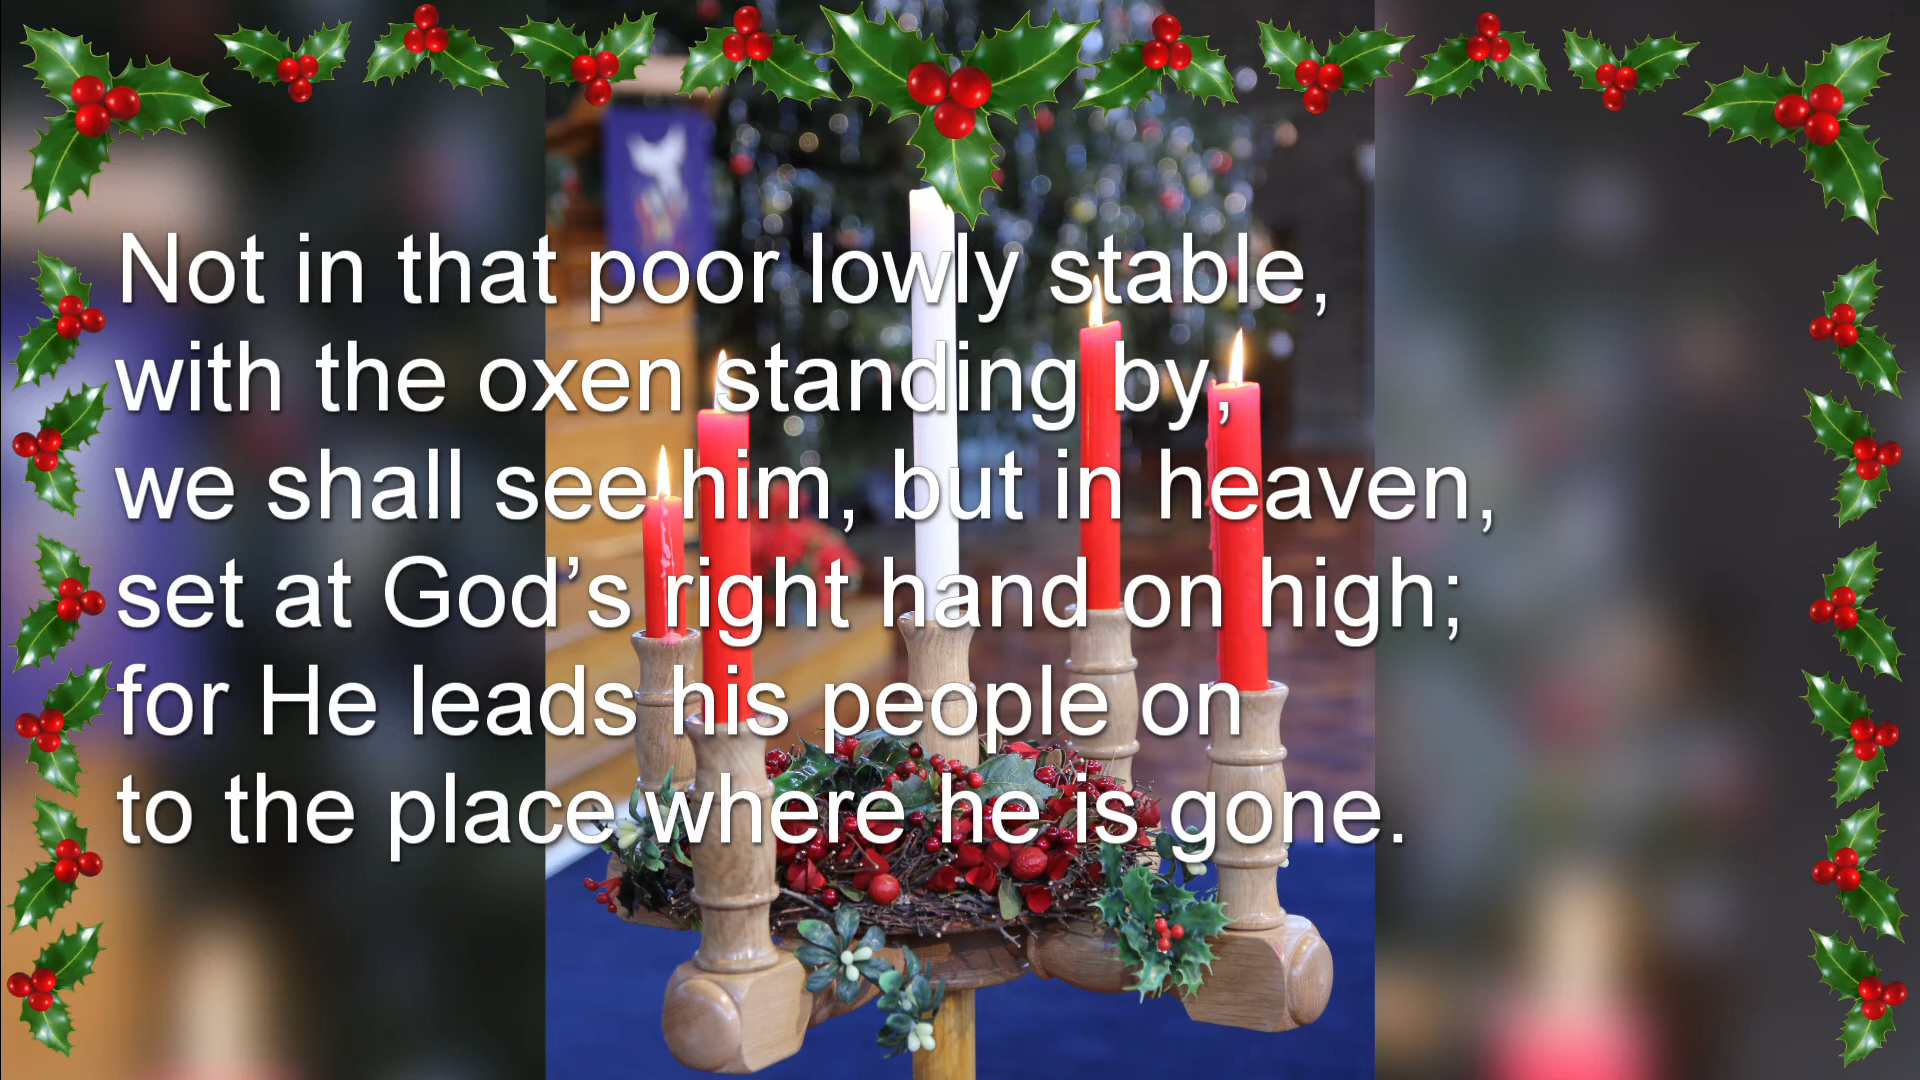 Not in that poor lowly stable,
with the oxen standing by,
we shall see him, but in heaven,
set at God’s right hand on high;
for He leads his people on
to the place where he is gone.